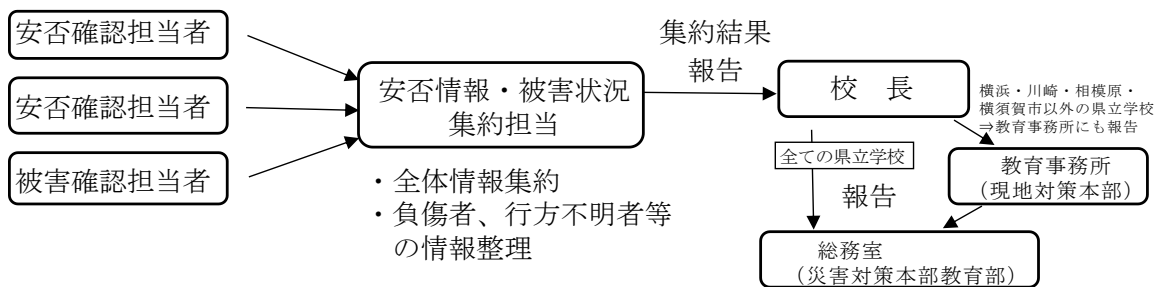 安否確認担当者
安否確認担当者
被害確認担当者
安否情報・被害状況
集約担当
・全体情報集約
・負傷者、行方不明者等
の情報整理
集約結果
報告
校 長
横浜・川崎・相模原・
横須賀市以外の県立学校
⇒教育事務所にも報告
全ての県立学校
報告
教育事務所
（現地対策本部）
総務室
（災害対策本部教育部）